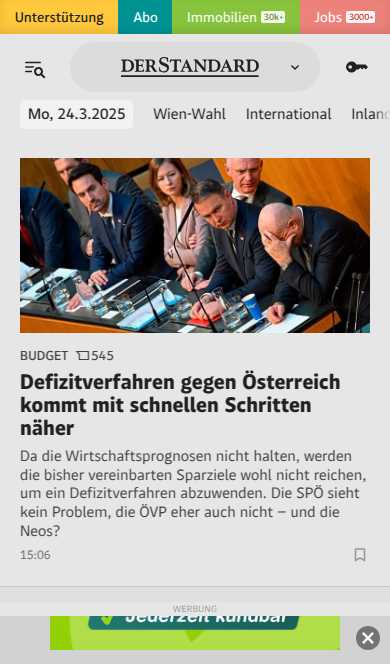 Unterstützung Abo Immobilien 30k+ Jobs 3000+
DERSTANDARD
Mo, 24.3.2025 Wien-Wahl International Inland
BUDGET 545
Defizitverfahren gegen Österreich
kommt mit schnellen Schritten
näher
Da die Wirtschaftsprognosen nicht halten, werden
die bisher vereinbarten Sparziele wohl nicht reichen,
um ein Defizitverfahren abzuwenden. Die SPÖ sieht
kein Problem, die ÖVP eher auch nicht – und die
Neos?
15:06
WERBUNG
Jederzeit kündbar